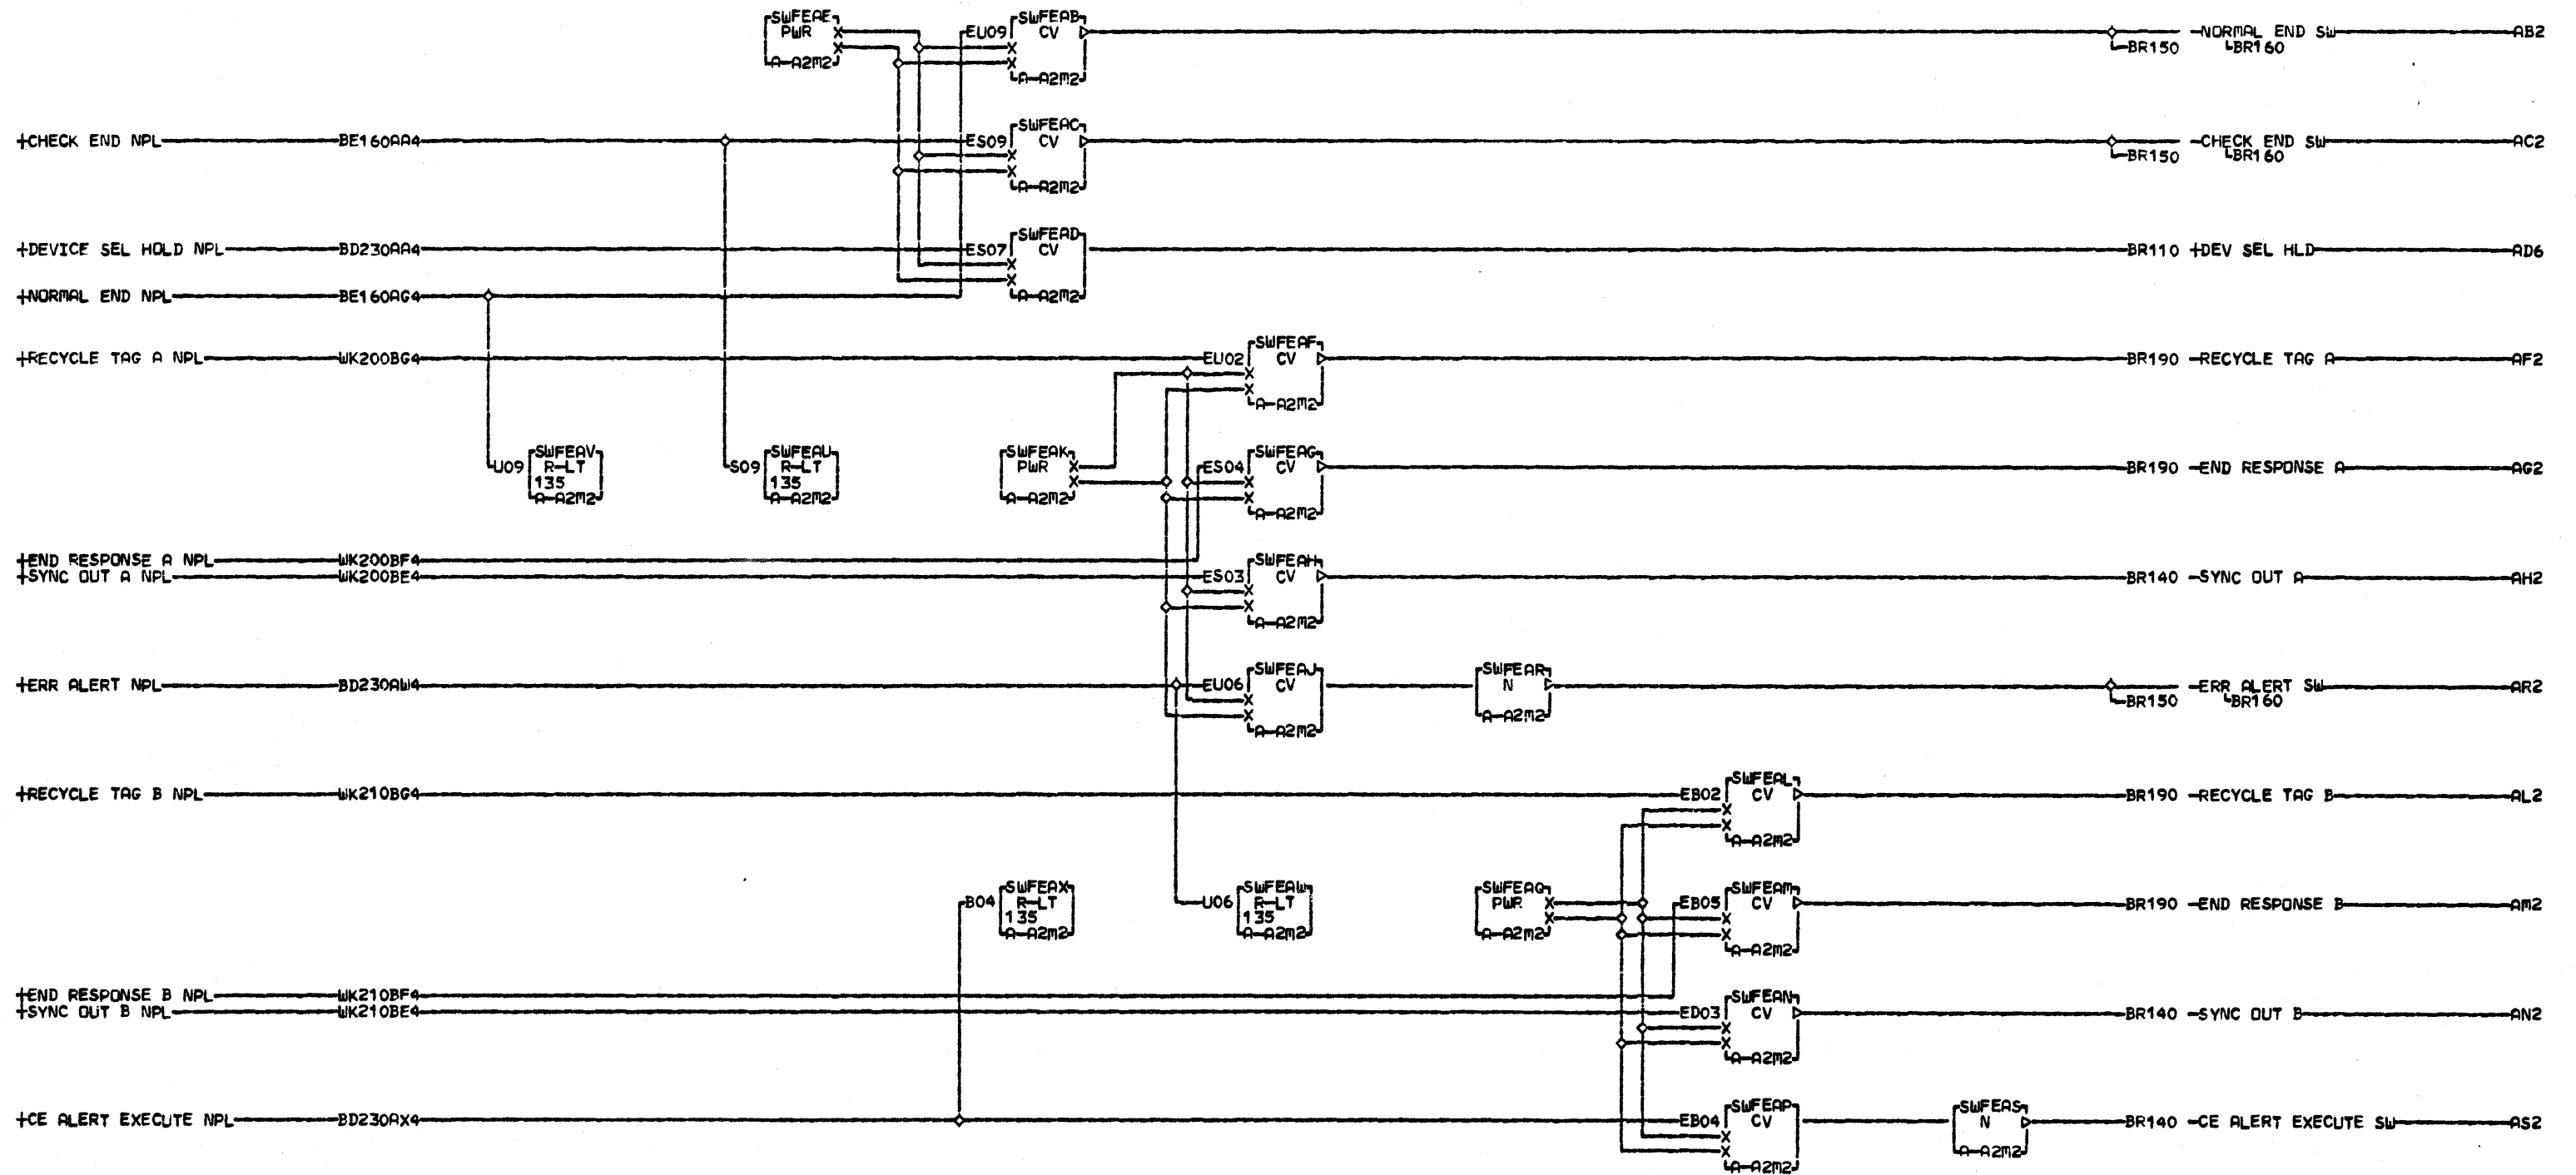 SWFEAE SWFEAB
PWR X EU09 CV -NORMAL END SW AB2
X X BR150 BR160
A-A2M2 X
A-A2M2
SWFEAC
+CHECK END NPL BE160AA4 ES09 CV -CHECK END SW AC2
X BR150 BR160
X
A-A2M2
SWFEAD
+DEVICE SEL HOLD NPL BD230AA4 ES07 CV BR110 +DEV SEL HLD AD6
X
X
+NORMAL END NPL BE160AG4 A-A2M2
SWFEAF
+RECYCLE TAG A NPL WK200BG4 EU02 CV BR190 -RECYCLE TAG A AF2
X
X
A-A2M2
SWFEAV SWFEAU SWFEAK SWFEAG
U09 R-LT S09 R-LT PWR X ES04 CV BR190 -END RESPONSE A AG2
135 135 X X
A-A2M2 A-A2M2 A-A2M2 X
A-A2M2
+END RESPONSE A NPL WK200BF4 SWFEAH
+SYNC OUT A NPL WK200BE4 ES03 CV BR140 -SYNC OUT A AH2
X
X
A-A2M2
SWFEAJ SWFEAR
+ERR ALERT NPL BD230AW4 EU06 CV N -ERR ALERT SW AR2
X BR150 BR160
X A-A2M2
A-A2M2
SWFEAL
+RECYCLE TAG B NPL WK210BG4 EB02 CV BR190 -RECYCLE TAG B AL2
X
X
A-A2M2
SWFEAX SWFEAW SWFEAQ SWFEAM
B04 R-LT U06 R-LT PWR X EB05 CV BR190 -END RESPONSE B AM2
135 135 X X
A-A2M2 A-A2M2 A-A2M2 X
A-A2M2
+END RESPONSE B NPL WK210BF4 SWFEAN
+SYNC OUT B NPL WK210BE4 ED03 CV BR140 -SYNC OUT B AN2
X
X
A-A2M2
SWFEAP SWFEAS
+CE ALERT EXECUTE NPL BD230AX4 EB04 CV N BR140 -CE ALERT EXECUTE SW AS2
X
X A-A2M2
A-A2M2